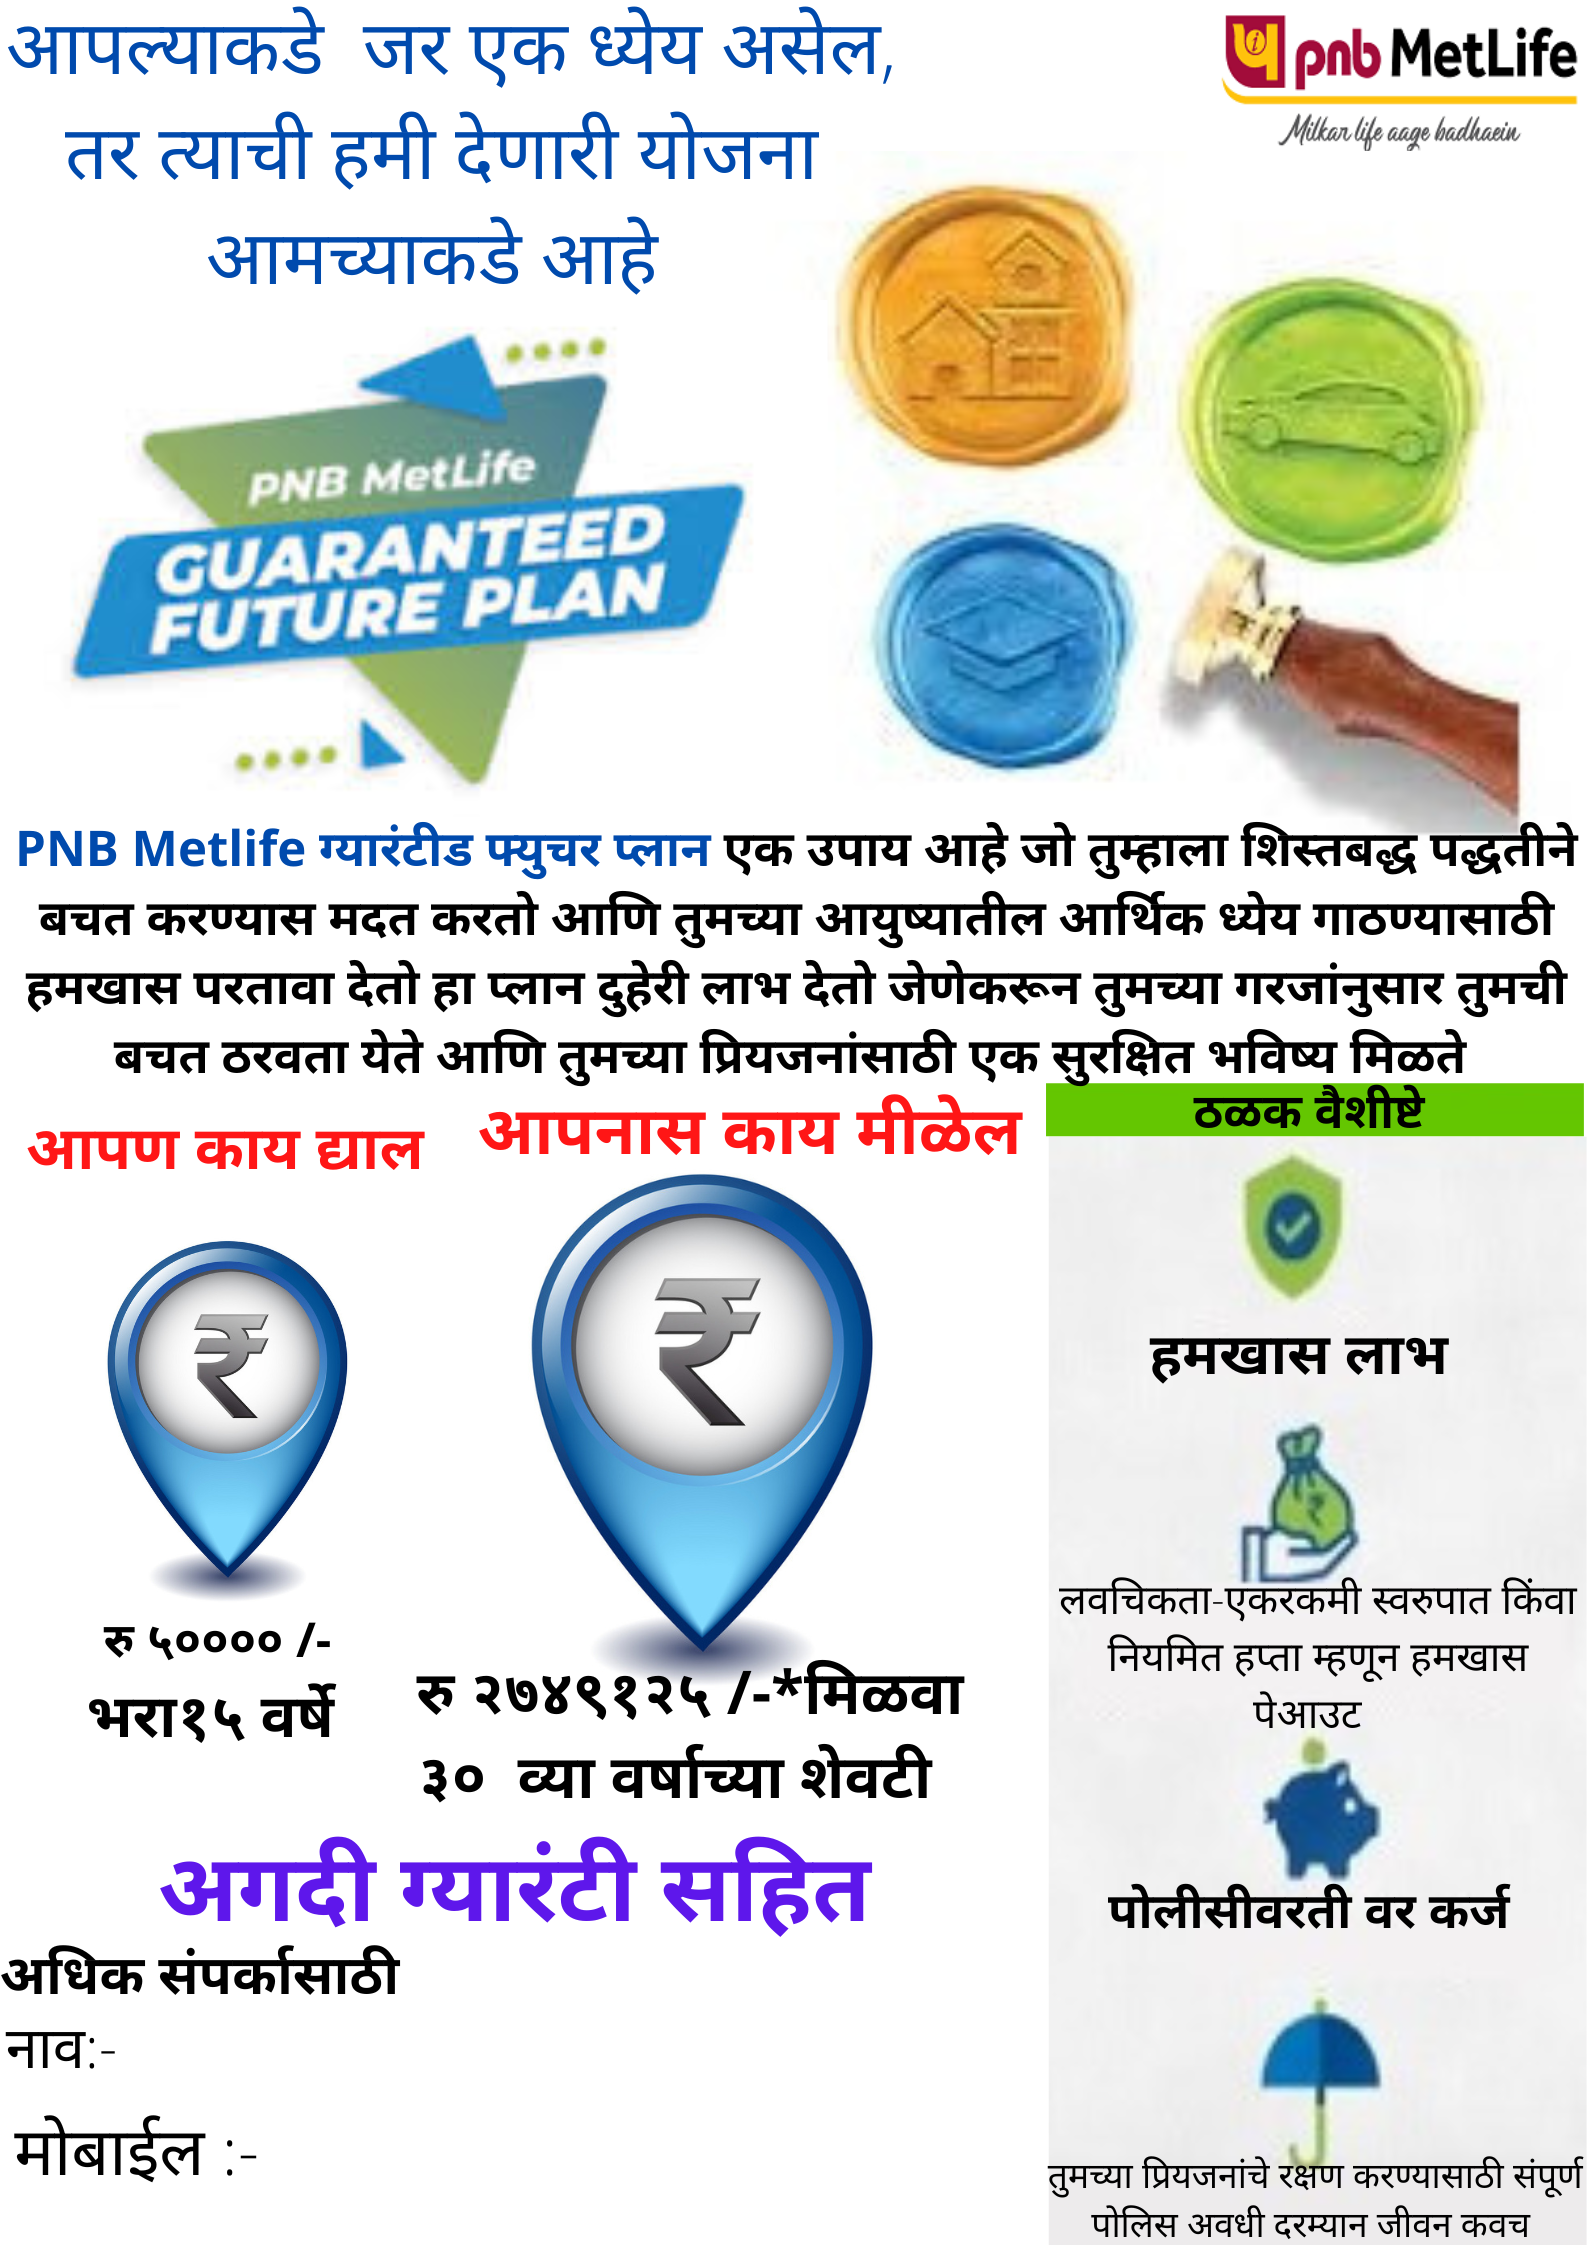 आपल्याकडे जर एक ध्येय असेल,
तर त्याची हमी देणारी योजना
आमच्याकडे आहे
pnb MetLife
Milkar life aage badhaein
PNB MetLife
GUARANTEED
FUTURE PLAN
PNB Metlife ग्यारंटीड फ्युचर प्लान एक उपाय आहे जो तुम्हाला शिस्तबद्ध पद्धतीने
बचत करण्यास मदत करतो आणि तुमच्या आयुष्यातील आर्थिक ध्येय गाठण्यासाठी
हमखास परतावा देतो हा प्लान दुहेरी लाभ देतो जेणेकरून तुमच्या गरजांनुसार तुमची
बचत ठरवता येते आणि तुमच्या प्रियजनांसाठी एक सुरक्षित भविष्य मिळते
आपण काय द्याल
₹
रु ५०००० /-
भरा१५ वर्षे
आपनास काय मीळेल
₹
रु २७४९१२५ /-*मिळवा
३० व्या वर्षाच्या शेवटी
अगदी ग्यारंटी सहित
अधिक संपर्कासाठी
नाव:-
मोबाईल :-
ठळक वैशीष्टे
हमखास लाभ
₹
लवचिकता-एकरकमी स्वरुपात किंवा
नियमित हप्ता म्हणून हमखास
पेआउट
पोलीसीवरती वर कर्ज
तुमच्या प्रियजनांचे रक्षण करण्यासाठी संपूर्ण
पोलिस अवधी दरम्यान जीवन कवच